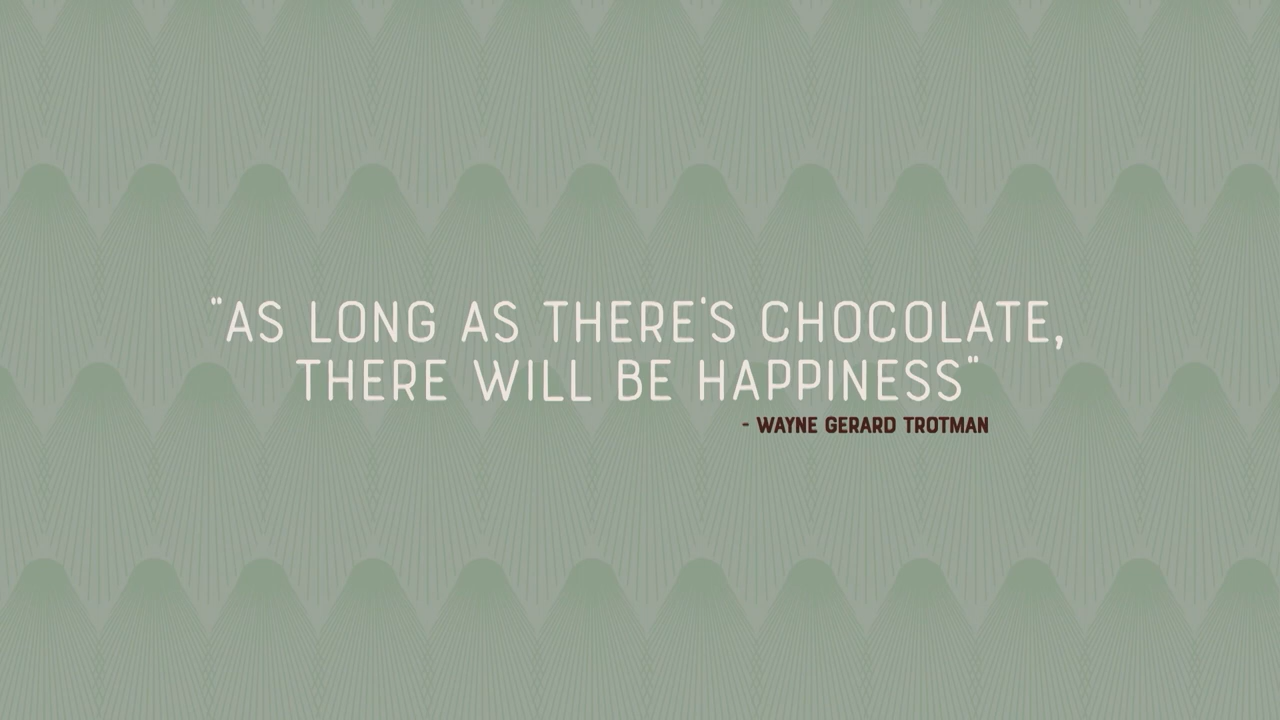 "AS LONG AS THERE'S CHOCOLATE,
THERE WILL BE HAPPINESS"
- WAYNE GERARD TROTMAN